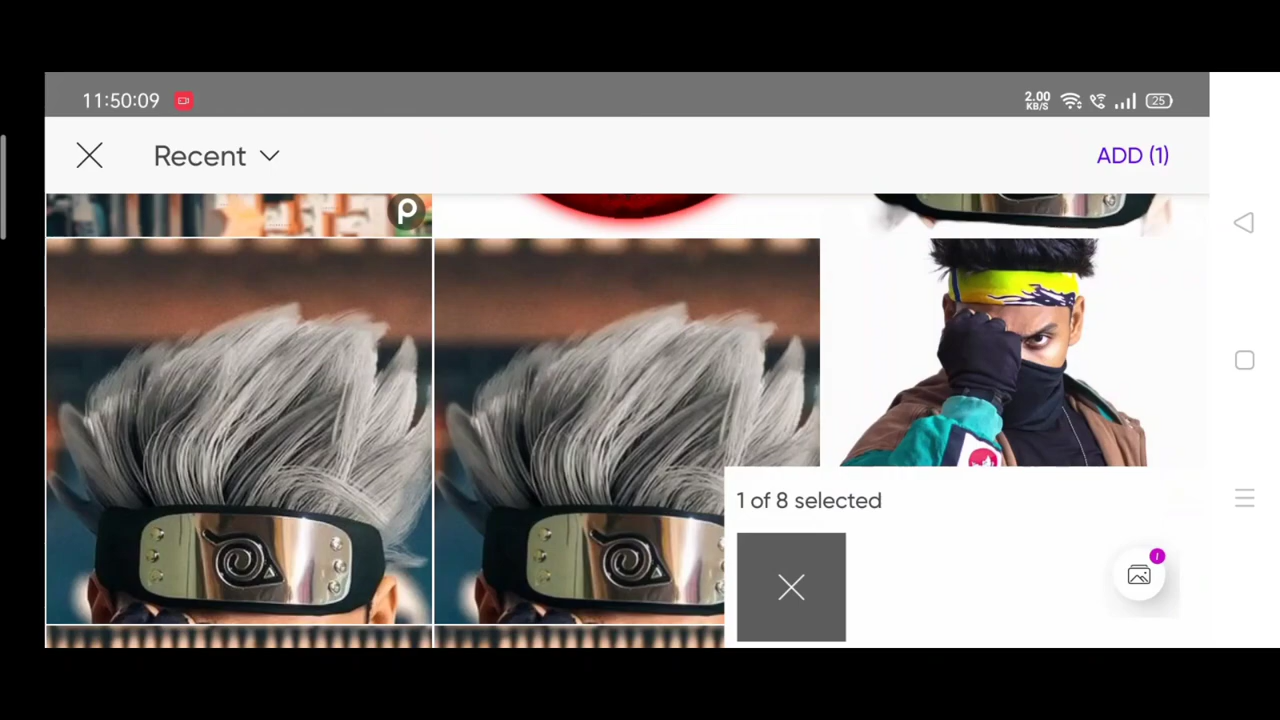 11:50:09
2.00
KB/S
25
Recent
ADD (1)
1 of 8 selected